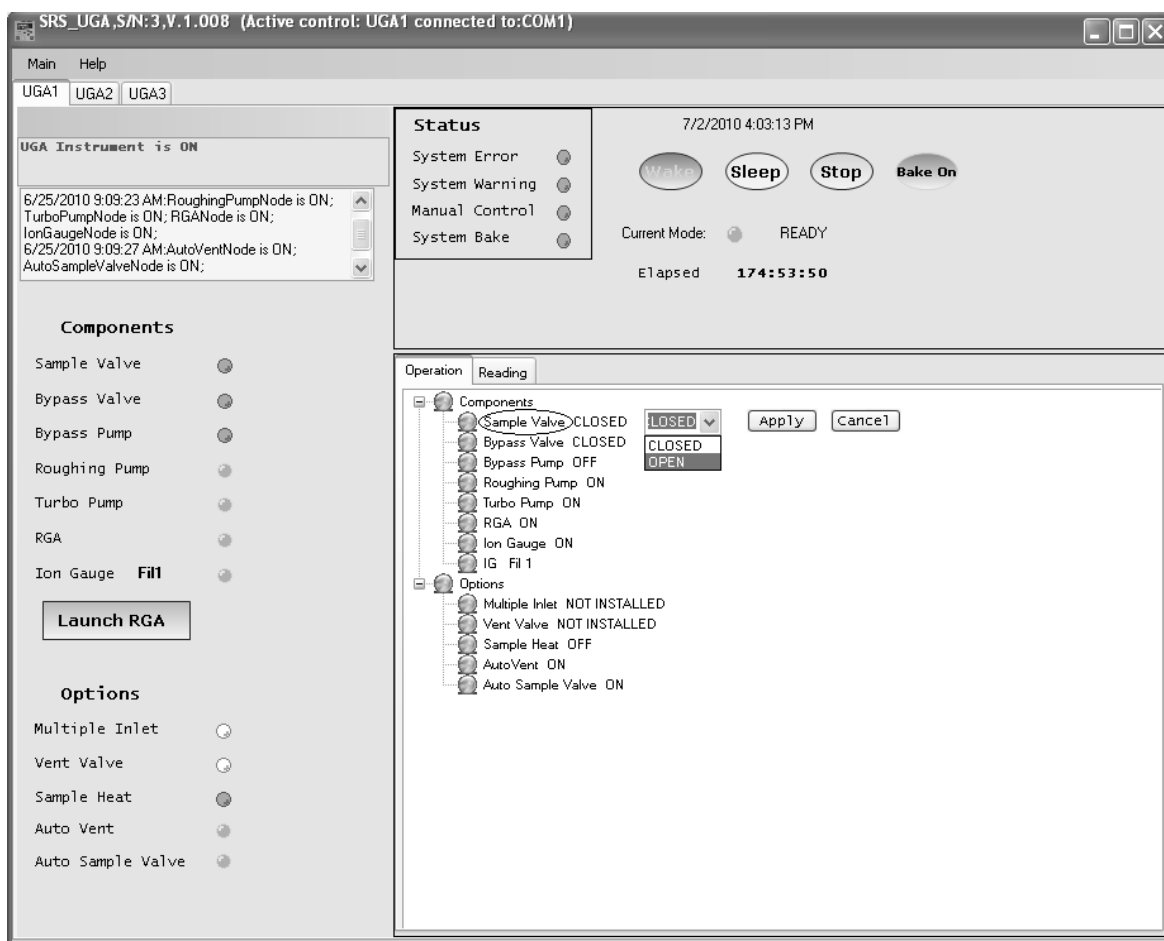 SRS_UGA,S/N:3,V.1.008 (Active control: UGA1 connected to:COM1)
Main Help
UGA1 UGA2 UGA3
UGA Instrument is ON
6/25/2010 9:09:23 AM:RoughingPumpNode is ON;
TurboPumpNode is ON; RGANode is ON;
IonGaugeNode is ON;
6/25/2010 9:09:27 AM:AutoVentNode is ON;
AutoSampleValveNode is ON;
Components
Sample Valve
Bypass Valve
Bypass Pump
Roughing Pump
Turbo Pump
RGA
Ion Gauge Fil1
Launch RGA
Options
Multiple Inlet
Vent Valve
Sample Heat
Auto Vent
Auto Sample Valve
Status
System Error
System Warning
Manual Control
System Bake
7/2/2010 4:03:13 PM
Wake Sleep Stop Bake On
Current Mode: READY
Elapsed 174:53:50
Operation Reading
Components
Sample Valve CLOSED LOSED Apply Cancel
Bypass Valve CLOSED CLOSED
Bypass Pump OFF OPEN
Roughing Pump ON
Turbo Pump ON
RGA ON
Ion Gauge ON
IG Fil 1
Options
Multiple Inlet NOT INSTALLED
Vent Valve NOT INSTALLED
Sample Heat OFF
AutoVent ON
Auto Sample Valve ON